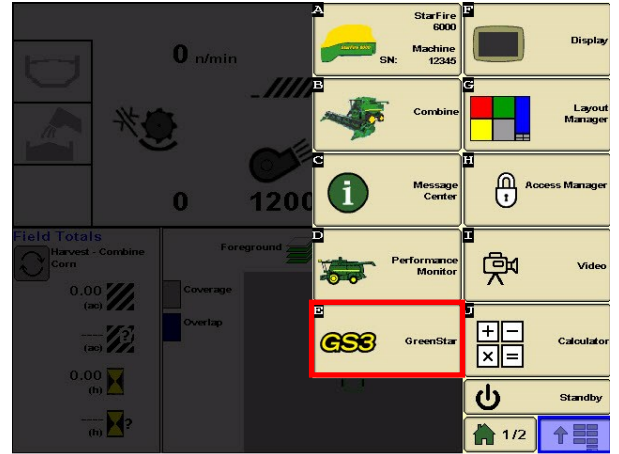 0 n/min
0
1200
Field Totals
Harvest - Combine
Corn
0.00
(ac)
----
(ac)
?
0.00
(h)
----
(h)
?
Foreground
Coverage
Overlap
A
StarFire
6000
StarFire 6000
Machine
SN: 12345
B
Combine
C
i
Message
Center
D
Performance
Monitor
E
GS3
GreenStar
F
Display
G
Layout
Manager
H
Access Manager
I
Video
J
+ −
× =
Calculator
Standby
1/2